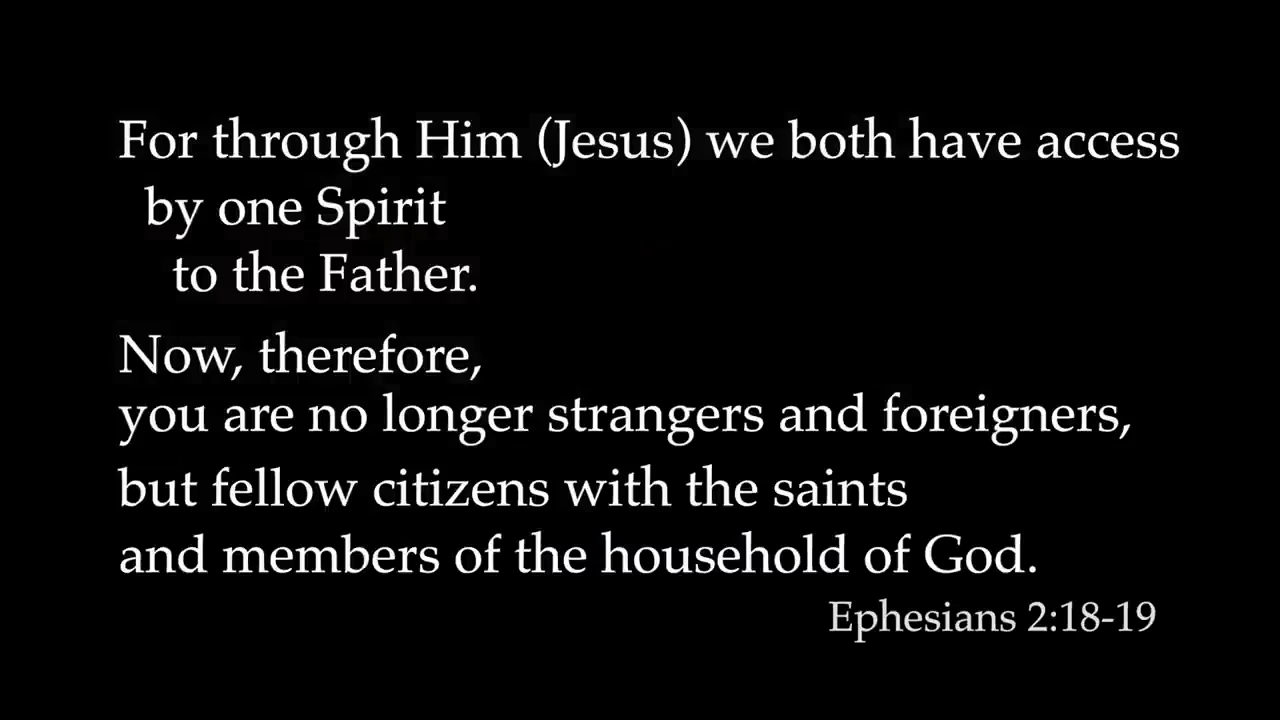 For through Him (Jesus) we both have access
by one Spirit
to the Father.
Now, therefore,
you are no longer strangers and foreigners,
but fellow citizens with the saints
and members of the household of God.
Ephesians 2:18-19